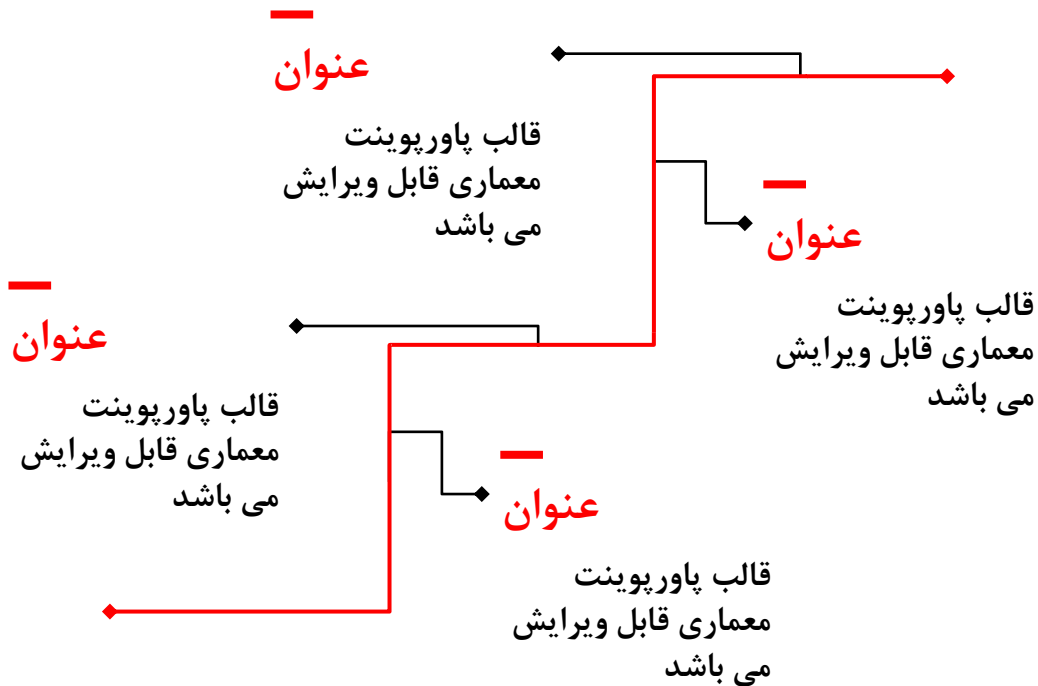 عنوان
قالب پاورپوینت
معماری قابل ویرایش
می باشد
عنوان
قالب پاورپوینت
معماری قابل ویرایش
می باشد
عنوان
قالب پاورپوینت
معماری قابل ویرایش
می باشد
عنوان
قالب پاورپوینت
معماری قابل ویرایش
می باشد